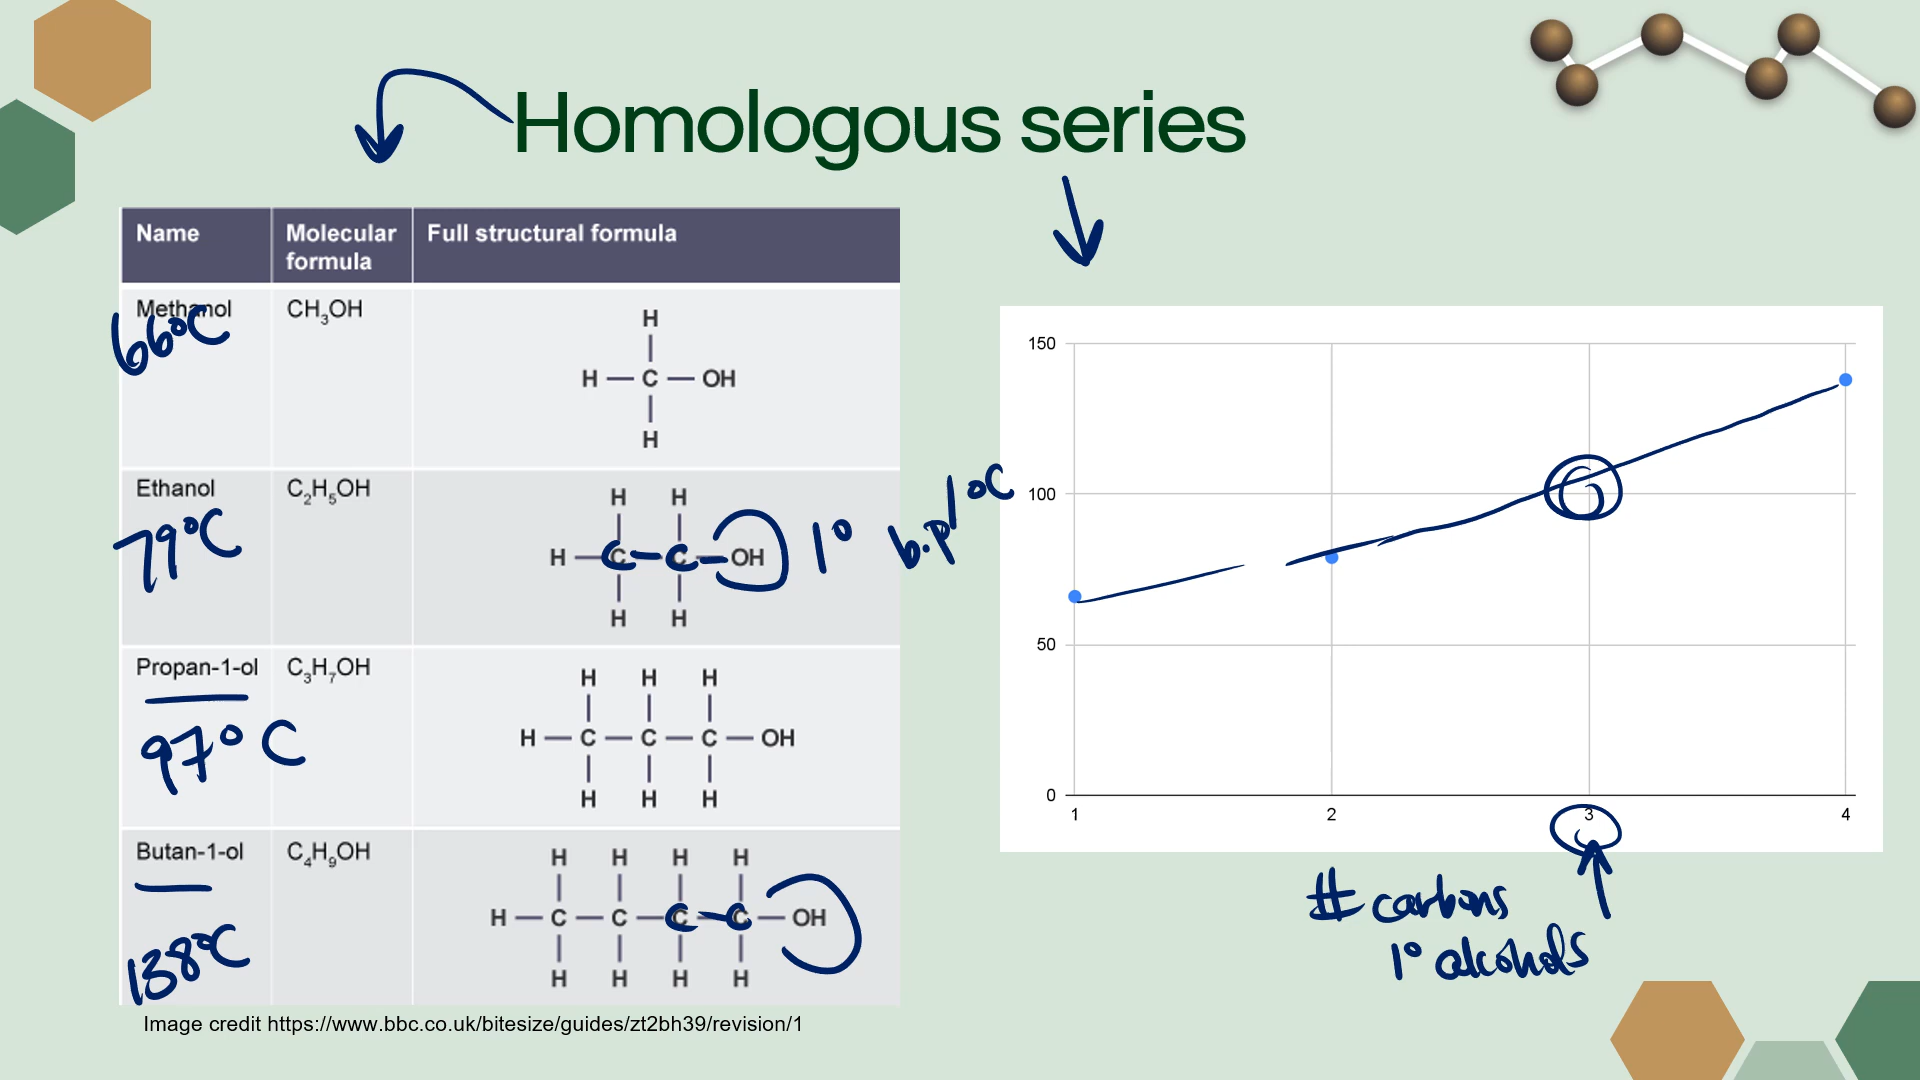 Homologous series
Name Molecular formula Full structural formula
Methanol CH₃OH
66°C
H
H — C — OH
H
Ethanol C₂H₅OH
79°C
H H
H — C — C — OH 1°
H H
Propan-1-ol C₃H₇OH
97°C
H H H
H — C — C — C — OH
H H H
Butan-1-ol C₄H₉OH
138°C
H H H H
H — C — C — C — C — OH
H H H H
Image credit https://www.bbc.co.uk/bitesize/guides/zt2bh39/revision/1
b.p/°C
150
100
50
0
1 2 3 4
# carbons
1° alcohols